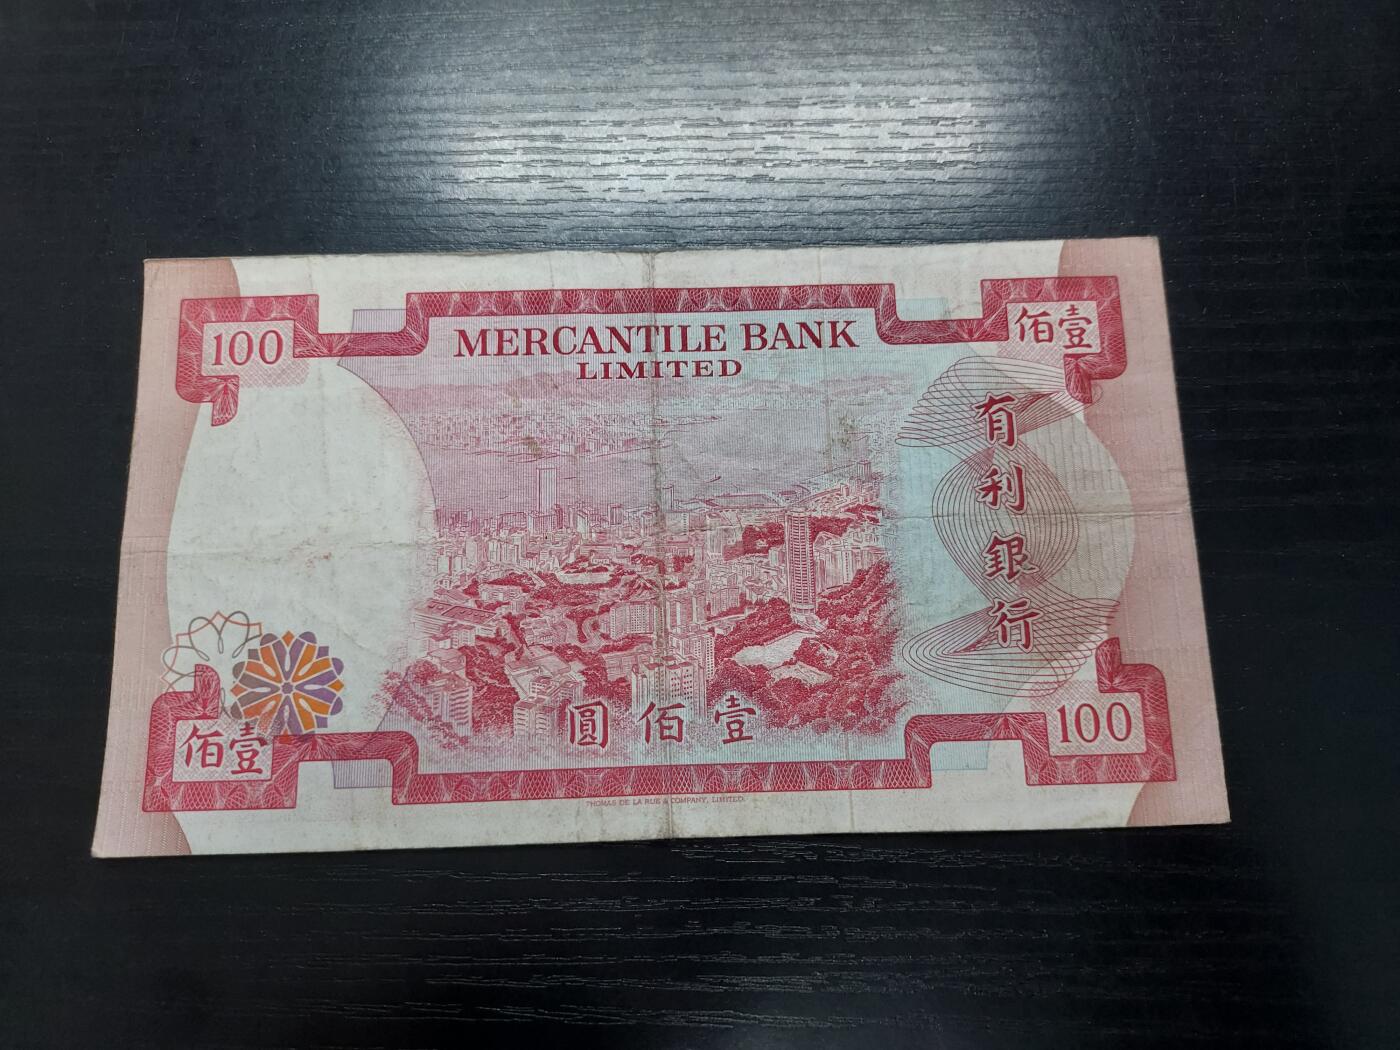 100
佰壹
MERCANTILE BANK
LIMITED
有利銀行
圓佰壹
佰壹
100
THOMAS DE LA RUE & COMPANY, LIMITED.